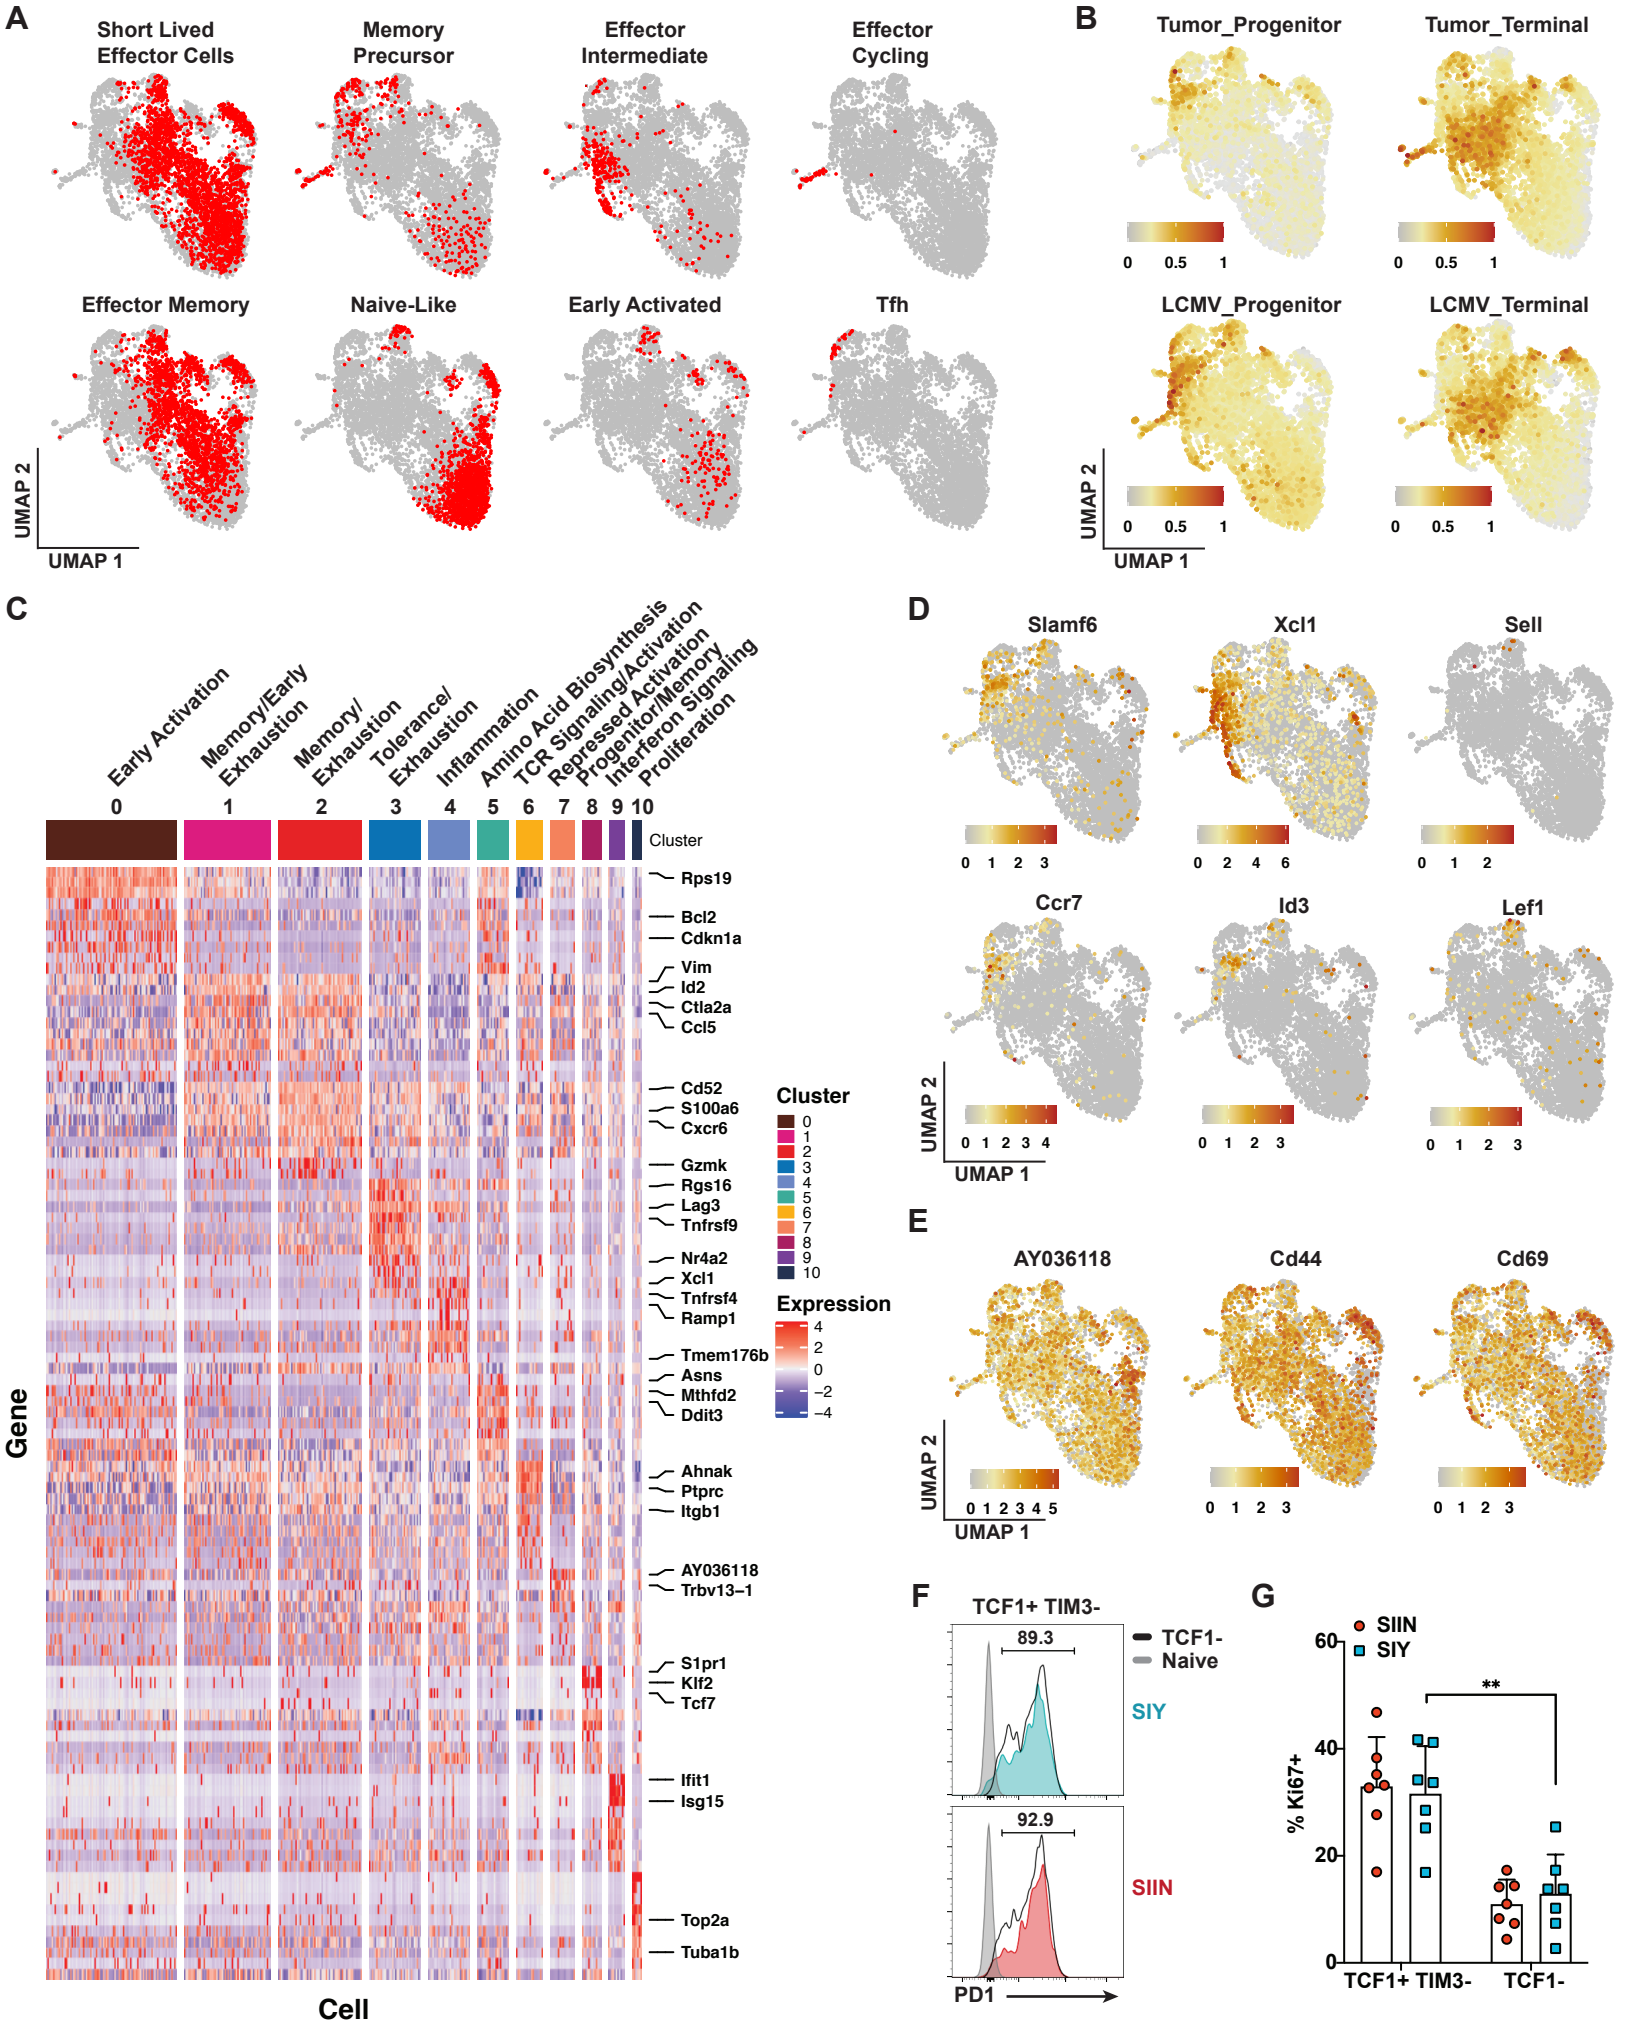 A
Short Lived
Effector Cells
Memory
Precursor
Effector
Intermediate
Effector
Cycling
Effector Memory
Naive-Like
Early Activated
Tfh
UMAP 2
UMAP 1
B
Tumor_Progenitor
Tumor_Terminal
0 0.5 1
0 0.5 1
LCMV_Progenitor
LCMV_Terminal
0 0.5 1
0 0.5 1
UMAP 2
UMAP 1
C
Early Activation
Memory/Early
Exhaustion
Memory/
Exhaustion
Tolerance/
Exhaustion
Inflammation
Amino Acid Biosynthesis
TCR Signaling/Activation
Repressed Activation
Progenitor/Memory
Interferon Signaling
Proliferation
0 1 2 3 4 5 6 7 8 9 10
Cluster
Rps19
Bcl2
Cdkn1a
Vim
Id2
Ctla2a
Ccl5
Cd52
S100a6
Cxcr6
Gzmk
Rgs16
Lag3
Tnfrsf9
Nr4a2
Xcl1
Tnfrsf4
Ramp1
Tmem176b
Asns
Mthfd2
Ddit3
Ahnak
Ptprc
Itgb1
AY036118
Trbv13−1
S1pr1
Klf2
Tcf7
Ifit1
Isg15
Top2a
Tuba1b
Gene
Cell
Cluster
0
1
2
3
4
5
6
7
8
9
10
Expression
4
2
0
−2
−4
D
Slamf6
Xcl1
Sell
0 1 2 3
0 2 4 6
0 1 2
Ccr7
Id3
Lef1
0 1 2 3 4
0 1 2 3
0 1 2 3
UMAP 2
UMAP 1
E
AY036118
Cd44
Cd69
0 1 2 3 4 5
0 1 2 3
0 1 2 3
UMAP 2
UMAP 1
F
TCF1+ TIM3-
89.3
TCF1-
Naive
SIY
92.9
SIIN
PD1
G
SIIN
SIY
60
40
20
0
% Ki67+
**
TCF1+ TIM3-
TCF1-